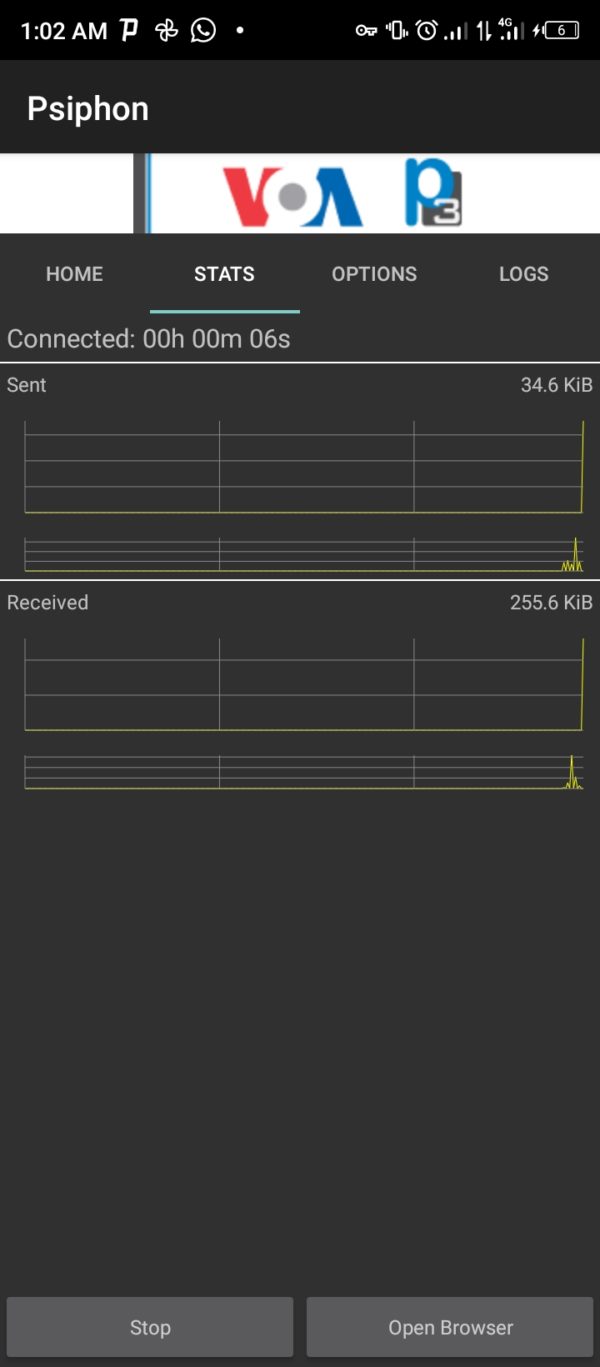 1:02 AM
4G
6
Psiphon
VOA P3
HOME STATS OPTIONS LOGS
Connected: 00h 00m 06s
Sent 34.6 KiB
Received 255.6 KiB
Stop Open Browser